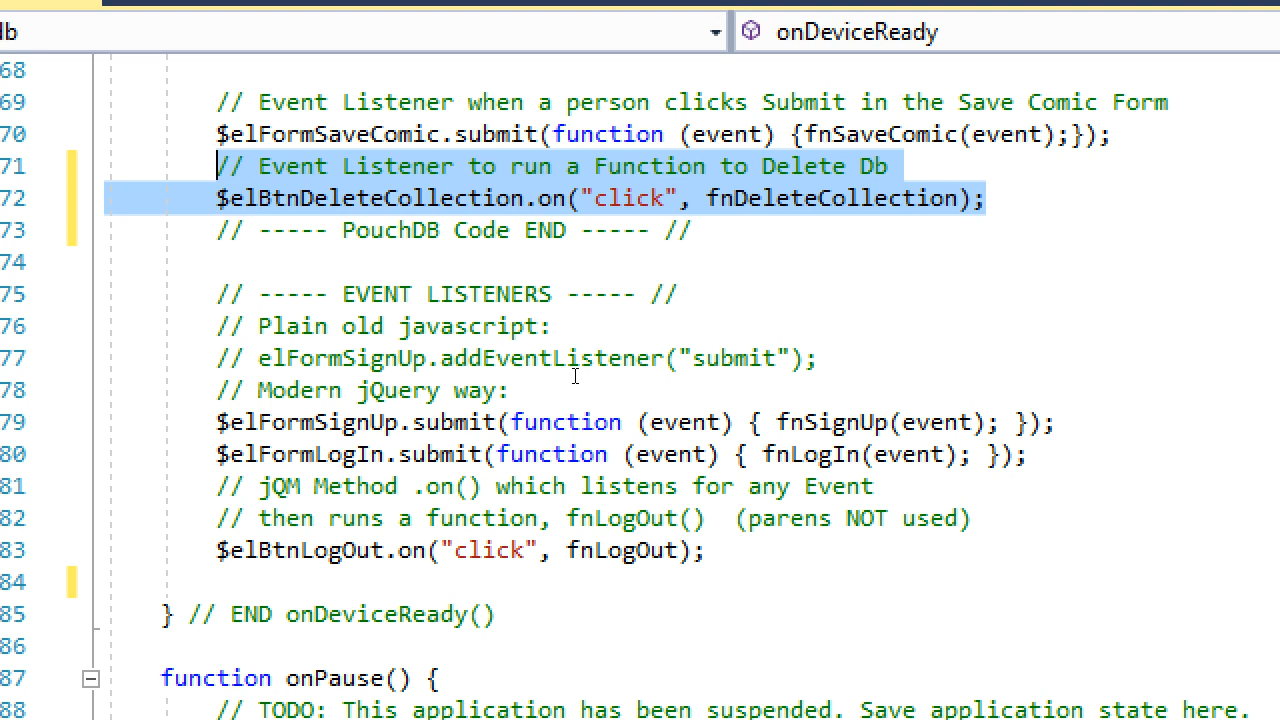 db onDeviceReady
68
69 // Event Listener when a person clicks Submit in the Save Comic Form
70 $elFormSaveComic.submit(function (event) {fnSaveComic(event);});
71 // Event Listener to run a Function to Delete Db
72 $elBtnDeleteCollection.on("click", fnDeleteCollection);
73 // ----- PouchDB Code END ----- //
74
75 // ----- EVENT LISTENERS ----- //
76 // Plain old javascript:
77 // elFormSignUp.addEventListener("submit");
78 // Modern jQuery way:
79 $elFormSignUp.submit(function (event) { fnSignUp(event); });
80 $elFormLogIn.submit(function (event) { fnLogIn(event); });
81 // jQM Method .on() which listens for any Event
82 // then runs a function, fnLogOut()  (parens NOT used)
83 $elBtnLogOut.on("click", fnLogOut);
84
85 } // END onDeviceReady()
86
87 function onPause() {
88 // TODO: This application has been suspended. Save application state here.